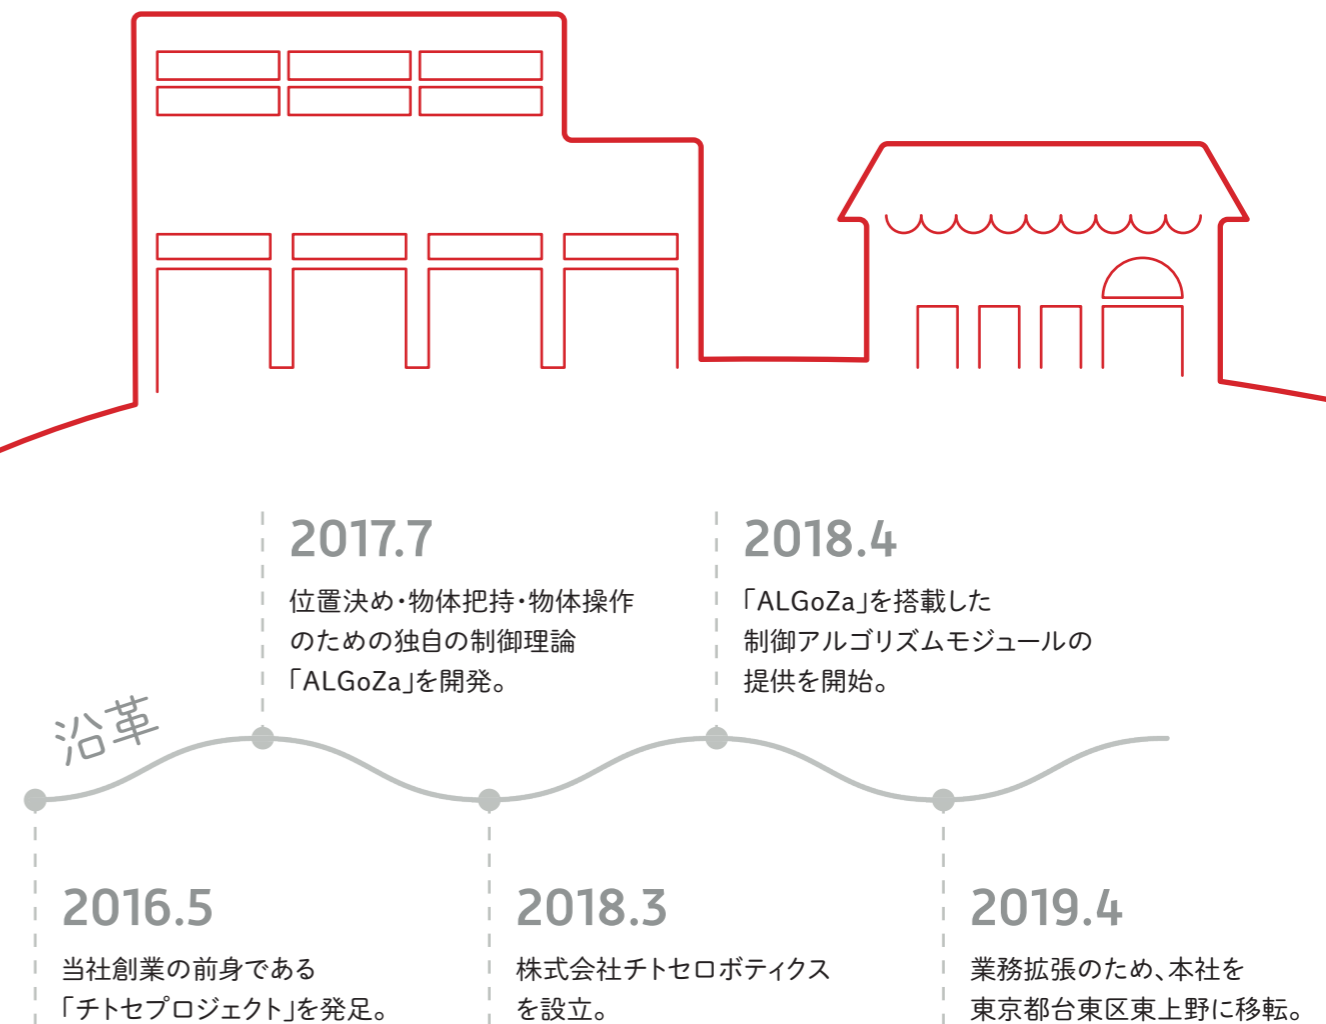 2017.7
位置決め・物体把持・物体操作
のための独自の制御理論
「ALGoZa」を開発。
2018.4
「ALGoZa」を搭載した
制御アルゴリズムモジュールの
提供を開始。
沿革
2016.5
当社創業の前身である
「チトセプロジェクト」を発足。
2018.3
株式会社チトセロボティクス
を設立。
2019.4
業務拡張のため、本社を
東京都台東区東上野に移転。